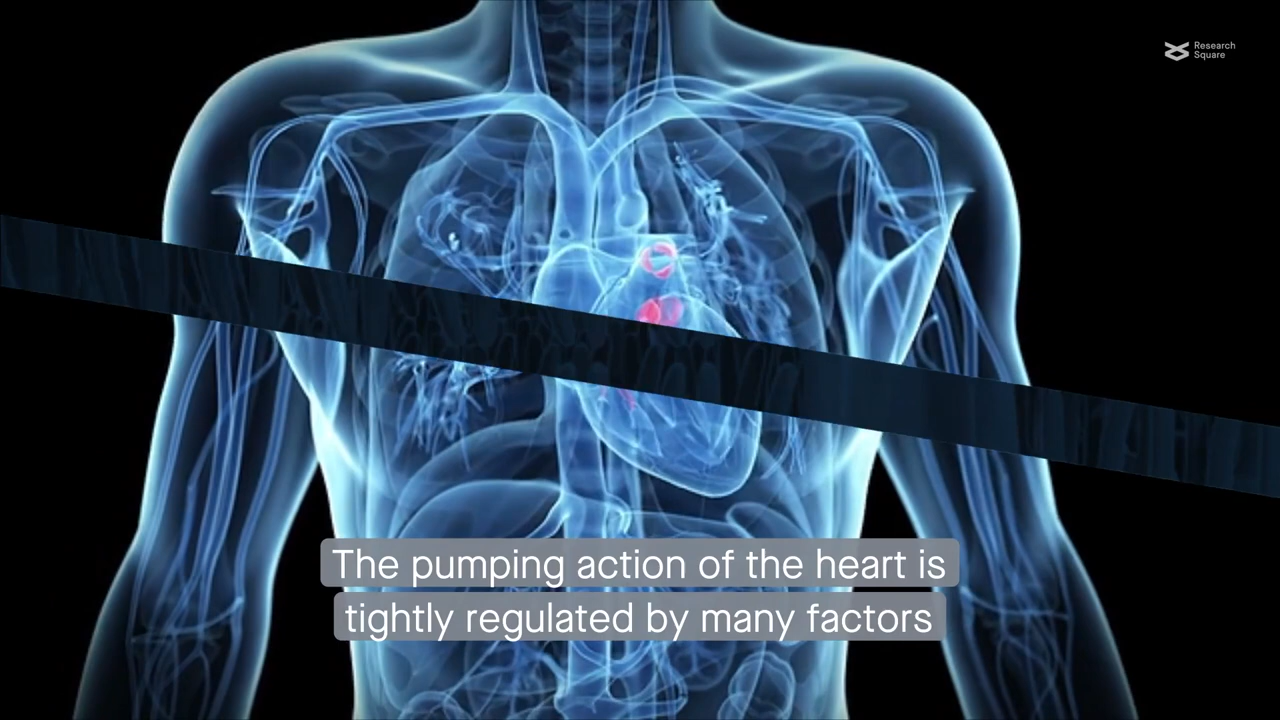 Research
Square
The pumping action of the heart is
tightly regulated by many factors